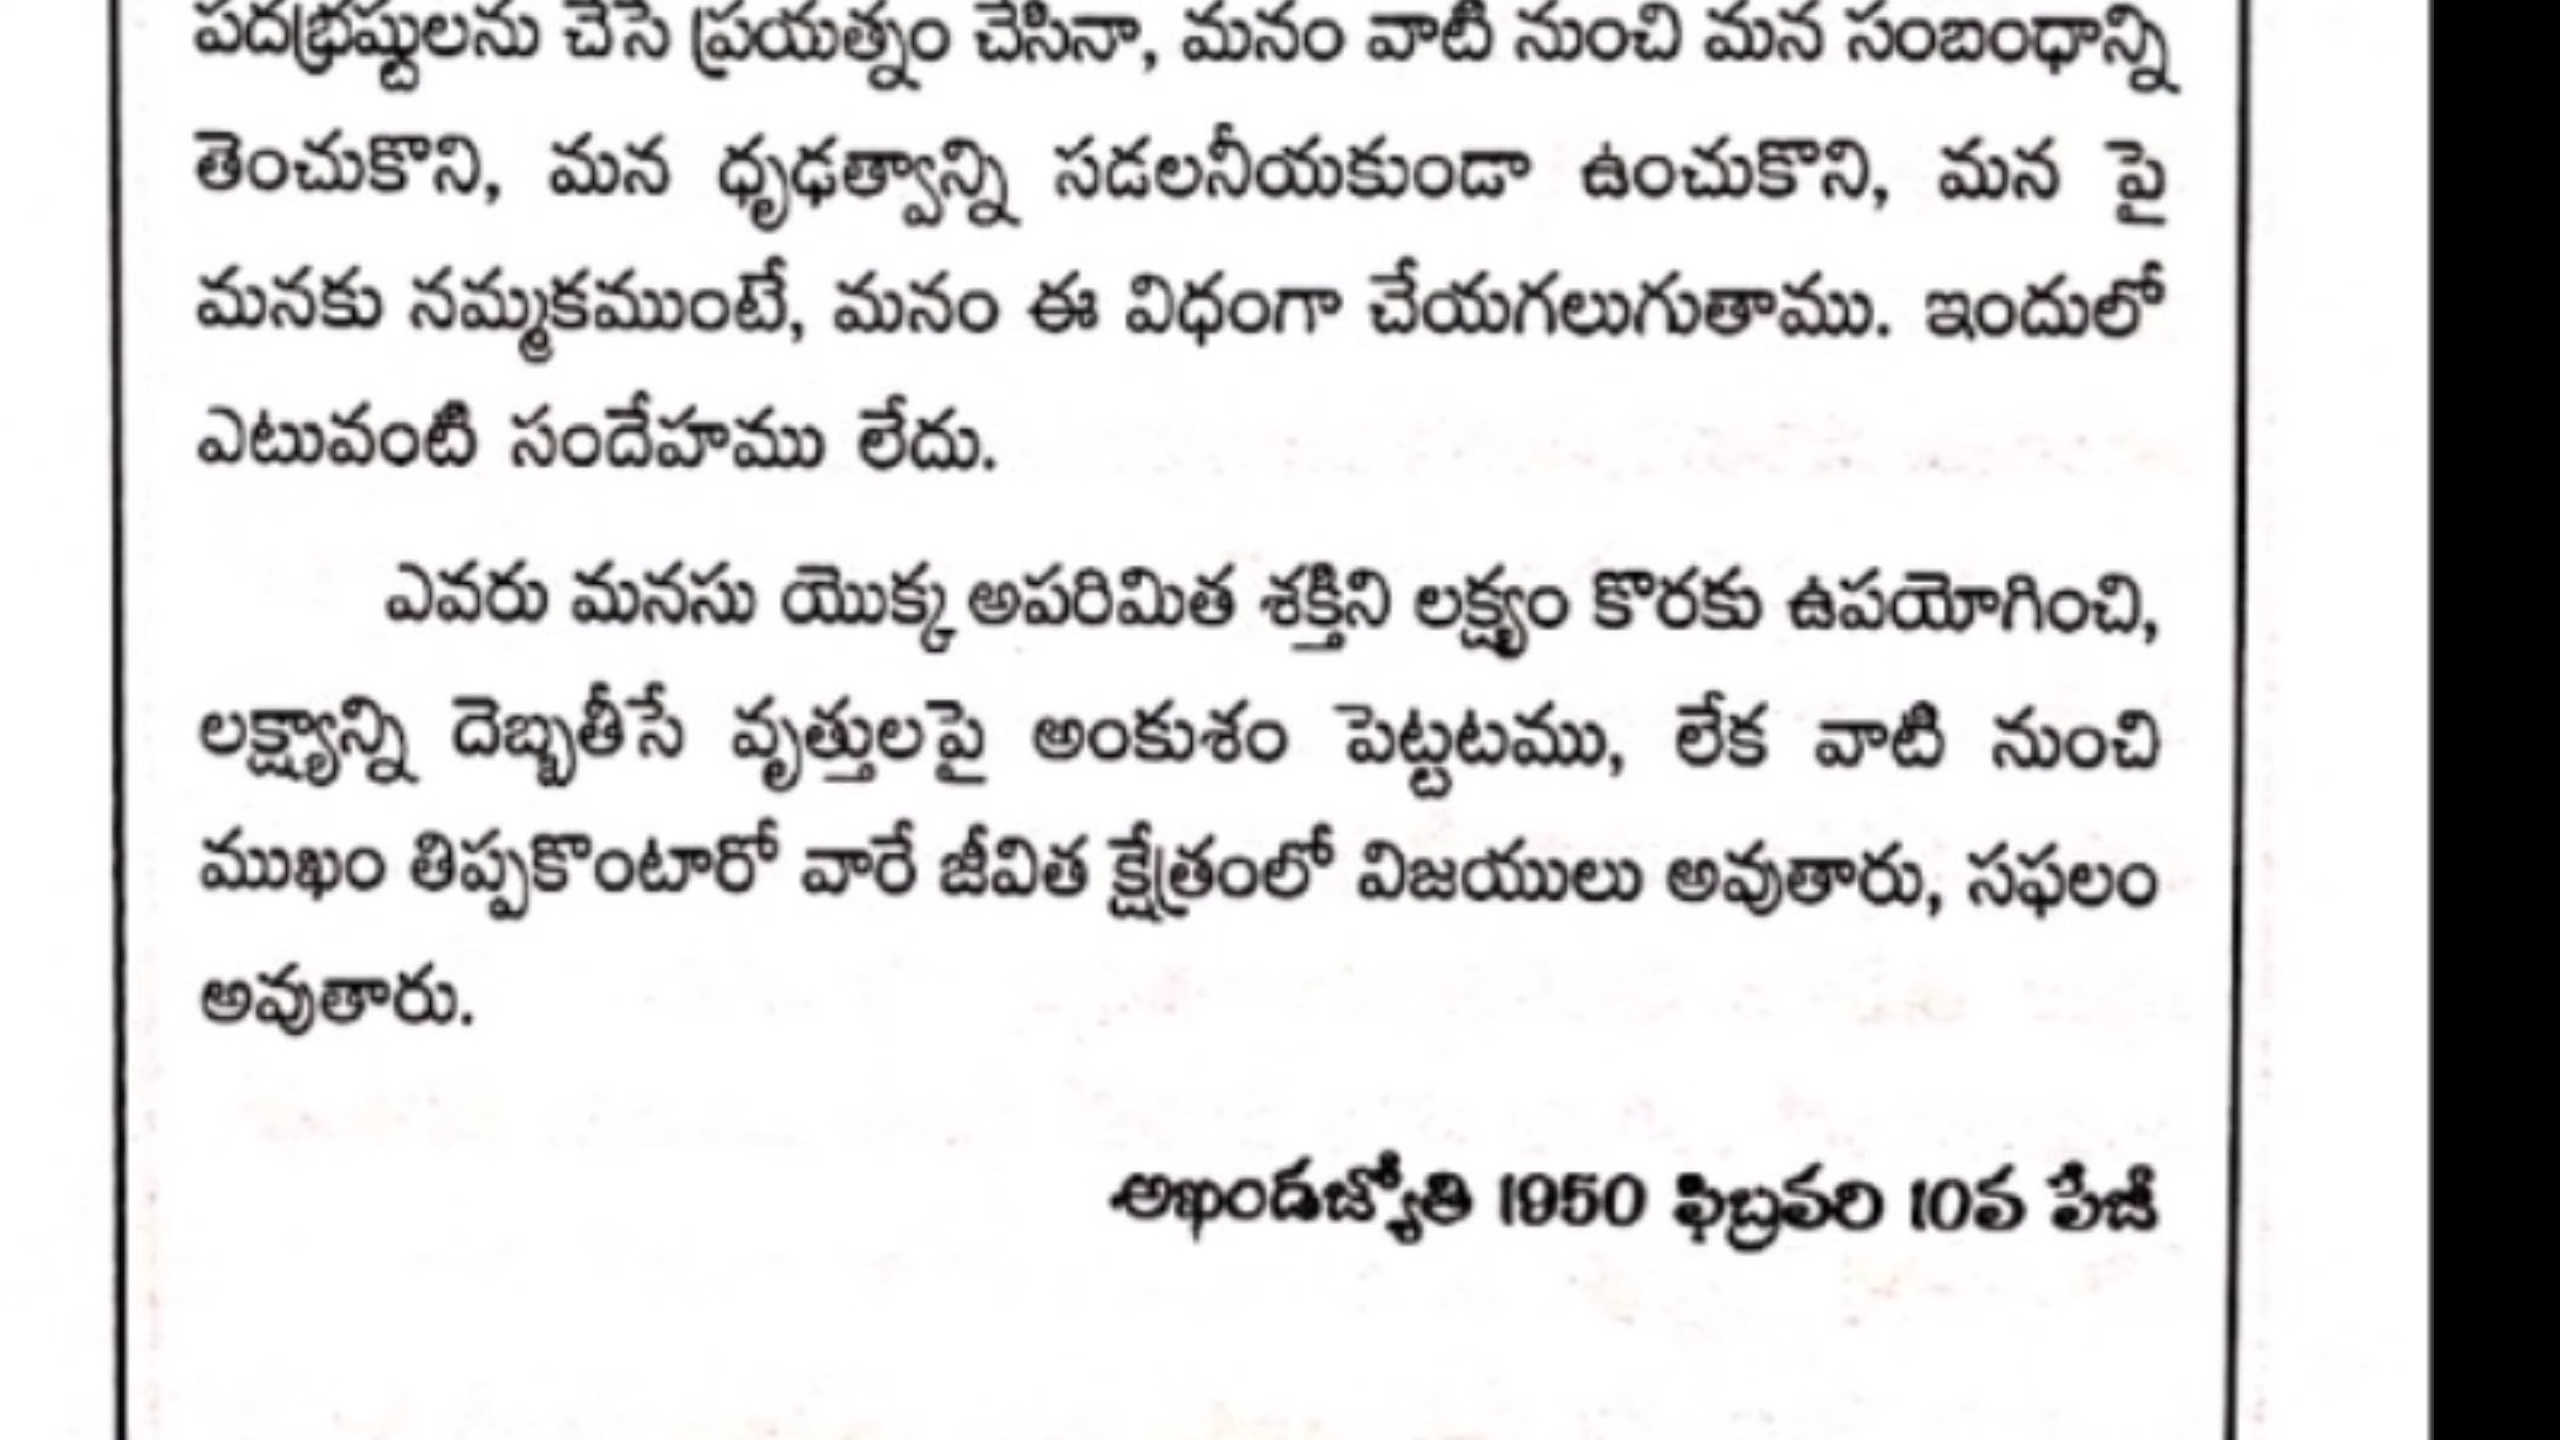 పదభ్రష్టులను చేసే ప్రయత్నం చేసినా, మనం వాటి నుంచి మన సంబంధాన్ని
తెంచుకొని, మన ధృఢత్వాన్ని సడలనీయకుండా ఉంచుకొని, మన పై
మనకు నమ్మకముంటే, మనం ఈ విధంగా చేయగలుగుతాము. ఇందులో
ఎటువంటి సందేహము లేదు.
ఎవరు మనసు యొక్క అపరిమిత శక్తిని లక్ష్యం కొరకు ఉపయోగించి,
లక్ష్యాన్ని దెబ్బతీసే వృత్తులపై అంకుశం పెట్టటము, లేక వాటి నుంచి
ముఖం తిప్పకొంటారో వారే జీవిత క్షేత్రంలో విజయులు అవుతారు, సఫలం
అవుతారు.
అఖండజ్యోతి 1950 ఫిబ్రవరి 10వ పేజీ